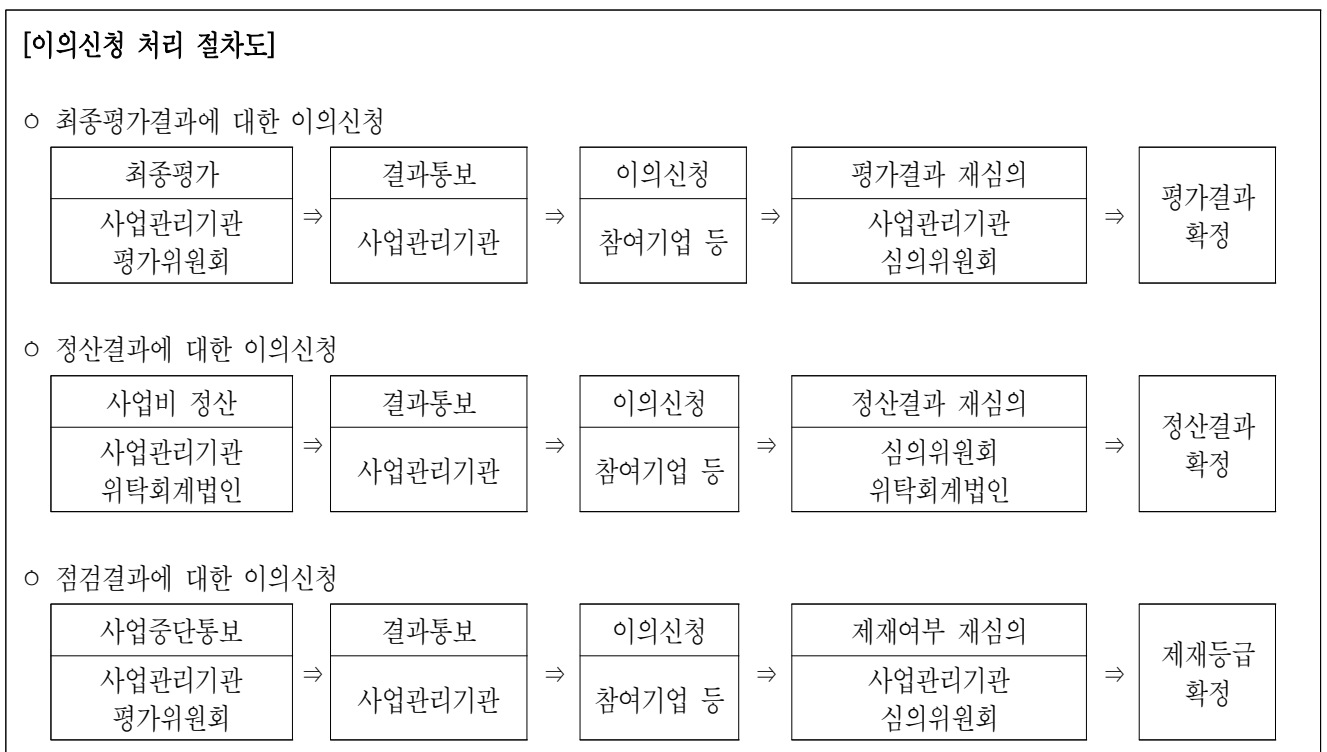 [이의신청 처리 절차도]
○ 최종평가결과에 대한 이의신청
최종평가
사업관리기관
평가위원회
⇒
결과통보
사업관리기관
⇒
이의신청
참여기업 등
⇒
평가결과 재심의
사업관리기관
심의위원회
⇒
평가결과
확정
○ 정산결과에 대한 이의신청
사업비 정산
사업관리기관
위탁회계법인
⇒
결과통보
사업관리기관
⇒
이의신청
참여기업 등
⇒
정산결과 재심의
심의위원회
위탁회계법인
⇒
정산결과
확정
○ 점검결과에 대한 이의신청
사업중단통보
사업관리기관
평가위원회
⇒
결과통보
사업관리기관
⇒
이의신청
참여기업 등
⇒
제재여부 재심의
사업관리기관
심의위원회
⇒
제재등급
확정